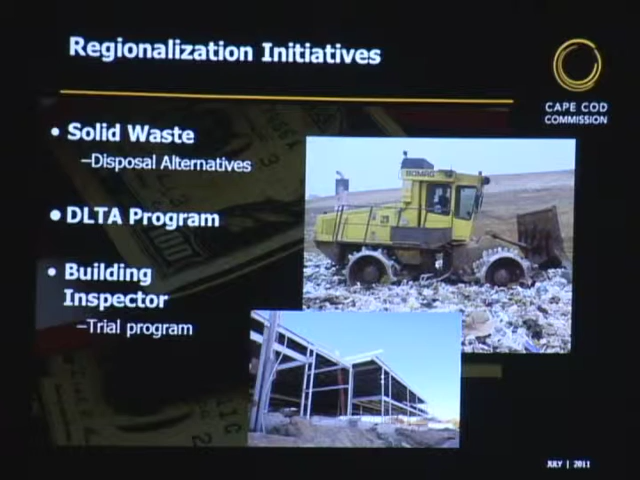 Regionalization Initiatives
CAPE COD
COMMISSION
• Solid Waste
–Disposal Alternatives
• DLTA Program
• Building
Inspector
–Trial program
BOMAG
JULY | 2011